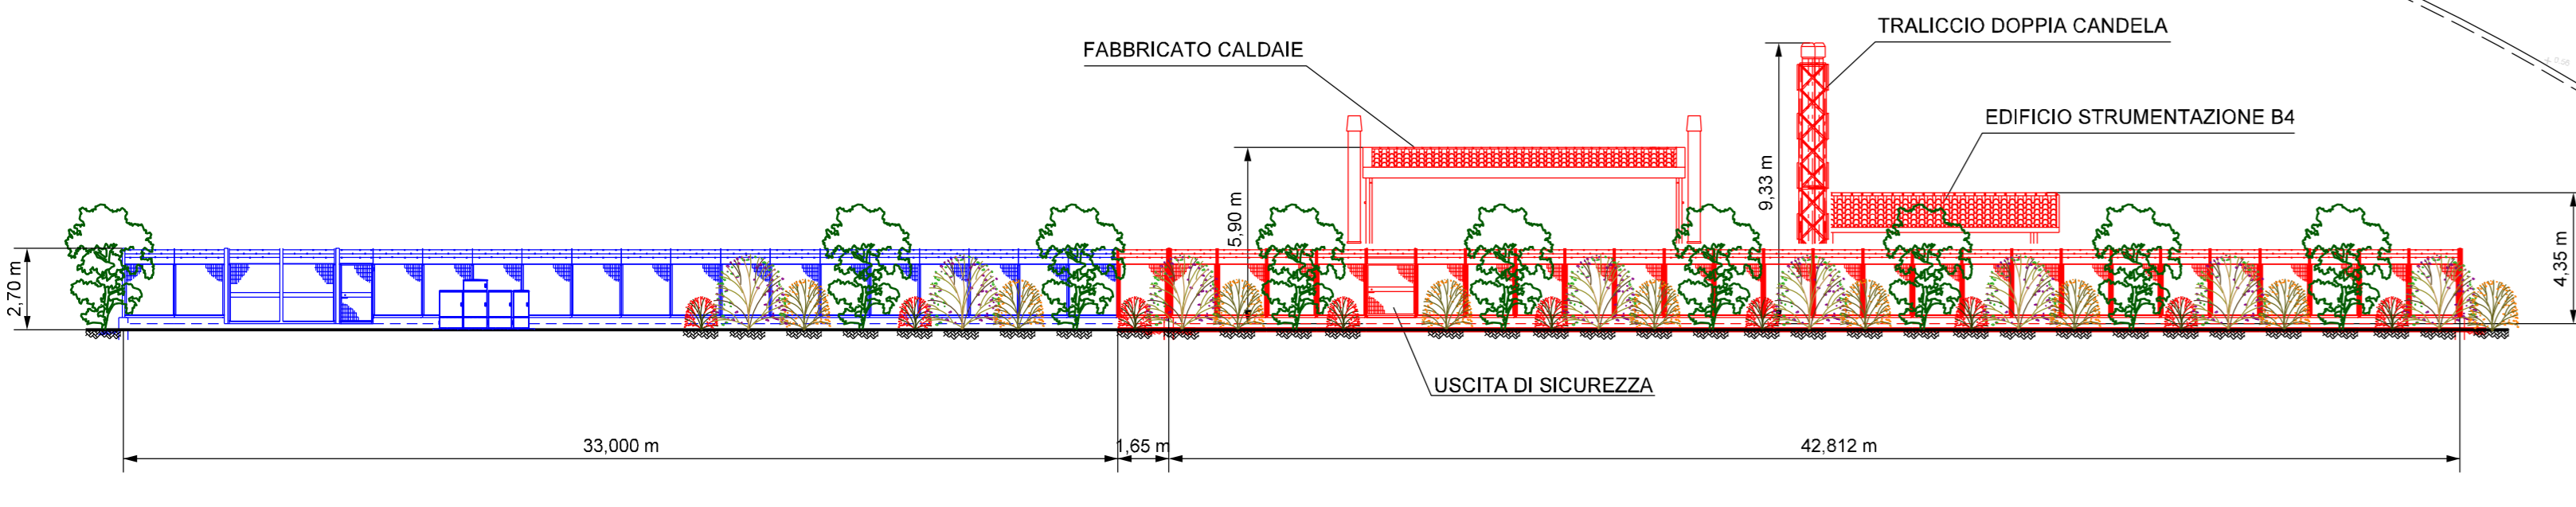 TRALICCIO DOPPIA CANDELA
FABBRICATO CALDAIE
EDIFICIO STRUMENTAZIONE B4
9,33 m
5,90 m
2,70 m
4,35 m
USCITA DI SICUREZZA
33,000 m
1,65 m
42,812 m